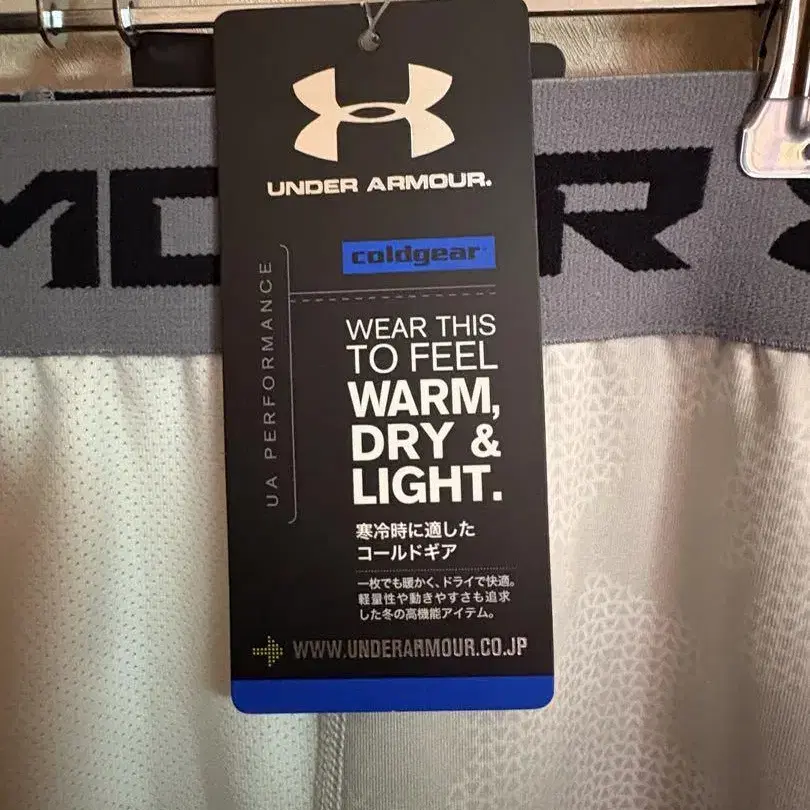 MOUR
UNDER ARMOUR.
coldgear
UA PERFORMANCE
WEAR THIS
TO FEEL
WARM,
DRY &
LIGHT.
寒冷時に適した
コールドギア
一枚でも暖かく、ドライで快適。
軽量性や動きやすさも追求
した冬の高機能アイテム。
WWW.UNDERARMOUR.CO.JP